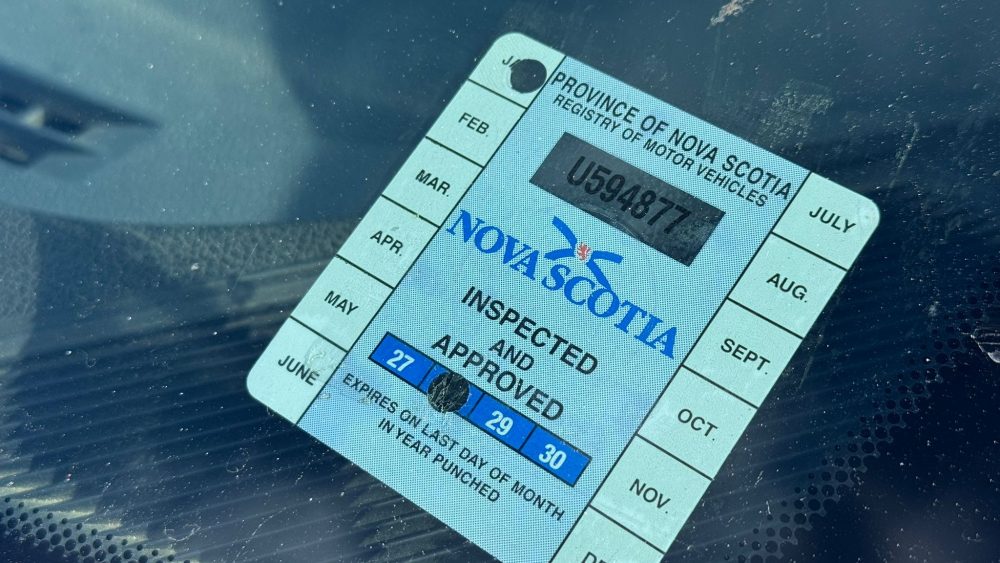 FEB.
MAR.
APR.
MAY
JUNE
PROVINCE OF NOVA SCOTIA
REGISTRY OF MOTOR VEHICLES
U594877
NOVA SCOTIA
INSPECTED
AND
APPROVED
27 29 30
EXPIRES ON LAST DAY OF MONTH
IN YEAR PUNCHED
JULY
AUG.
SEPT.
OCT.
NOV.